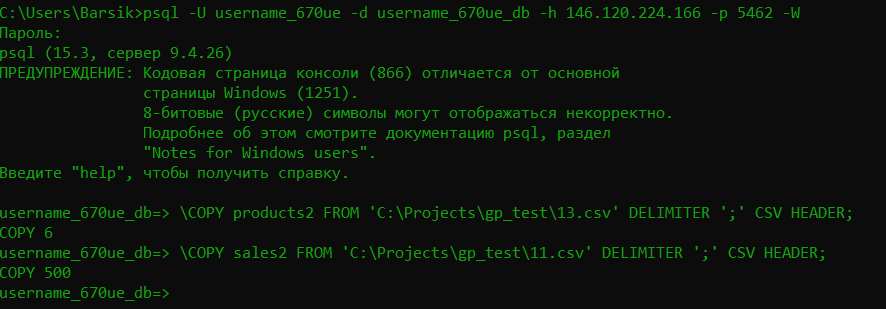 C:\Users\Barsik>psql -U username_670ue -d username_670ue_db -h 146.120.224.166 -p 5462 -W
Пароль:
psql (15.3, сервер 9.4.26)
ПРЕДУПРЕЖДЕНИЕ: Кодовая страница консоли (866) отличается от основной
страницы Windows (1251).
8-битовые (русские) символы могут отображаться некорректно.
Подробнее об этом смотрите документацию psql, раздел
"Notes for Windows users".
Введите "help", чтобы получить справку.
username_670ue_db=> \COPY products2 FROM 'C:\Projects\gp_test\13.csv' DELIMITER ';' CSV HEADER;
COPY 6
username_670ue_db=> \COPY sales2 FROM 'C:\Projects\gp_test\11.csv' DELIMITER ';' CSV HEADER;
COPY 500
username_670ue_db=>